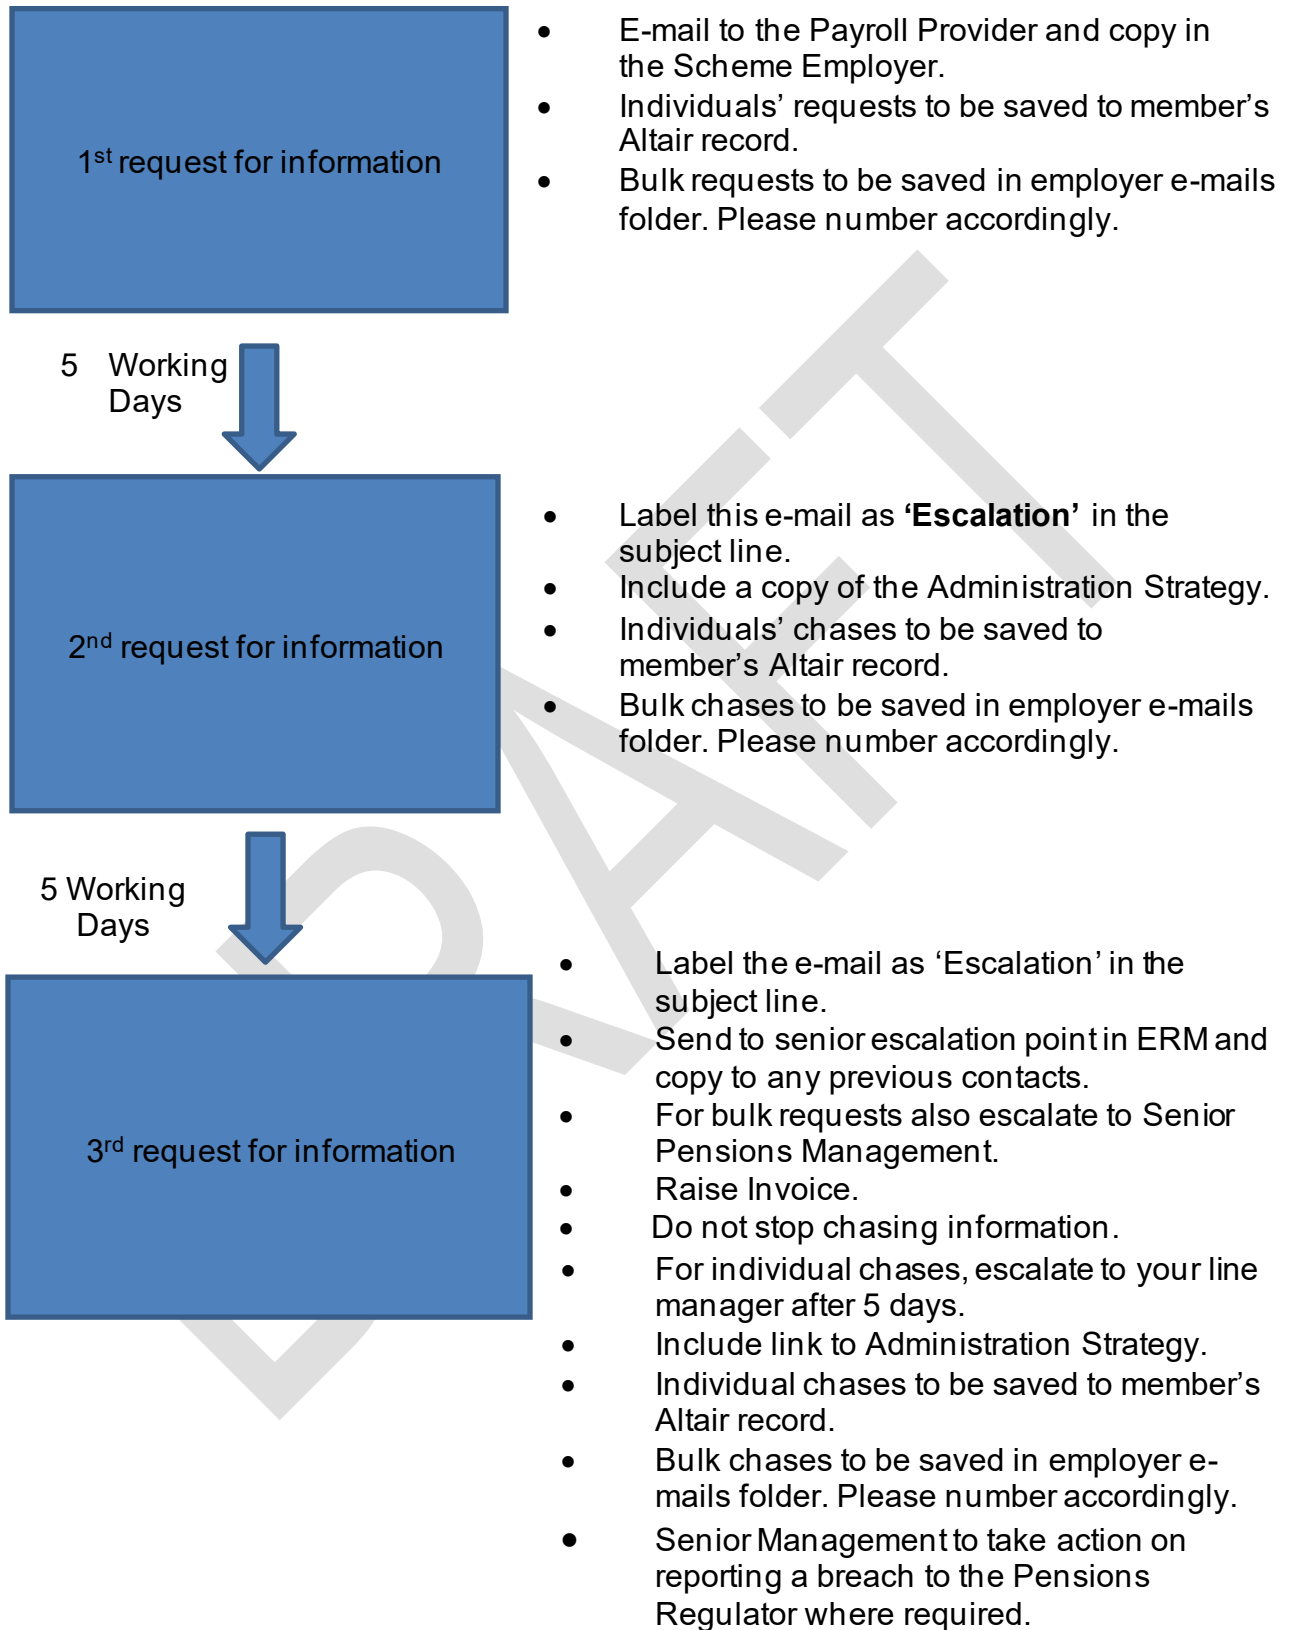 1st request for information
• E-mail to the Payroll Provider and copy in
the Scheme Employer.
• Individuals’ requests to be saved to member’s
Altair record.
• Bulk requests to be saved in employer e-mails
folder. Please number accordingly.
5 Working
Days
2nd request for information
• Label this e-mail as ‘Escalation’ in the
subject line.
• Include a copy of the Administration Strategy.
• Individuals’ chases to be saved to
member’s Altair record.
• Bulk chases to be saved in employer e-mails
folder. Please number accordingly.
5 Working
Days
3rd request for information
• Label the e-mail as ‘Escalation’ in the
subject line.
• Send to senior escalation point in ERM and
copy to any previous contacts.
• For bulk requests also escalate to Senior
Pensions Management.
• Raise Invoice.
• Do not stop chasing information.
• For individual chases, escalate to your line
manager after 5 days.
• Include link to Administration Strategy.
• Individual chases to be saved to member’s
Altair record.
• Bulk chases to be saved in employer e-
mails folder. Please number accordingly.
• Senior Management to take action on
reporting a breach to the Pensions
Regulator where required.
DRAFT